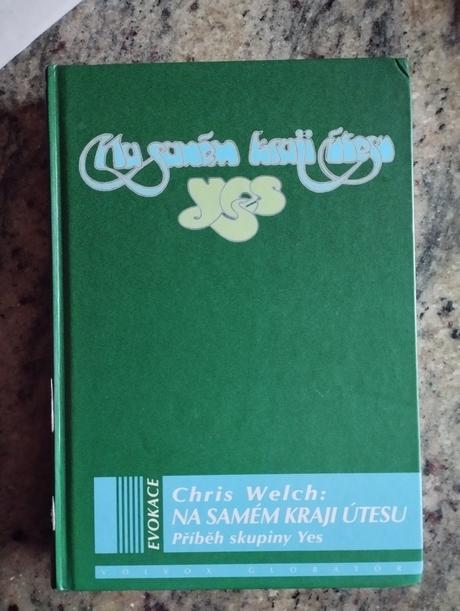 Na samém kraji útesu
yes
EVOKACE
Chris Welch:
NA SAMÉM KRAJI ÚTESU
Příběh skupiny Yes
VOLVOX GLOBATOR